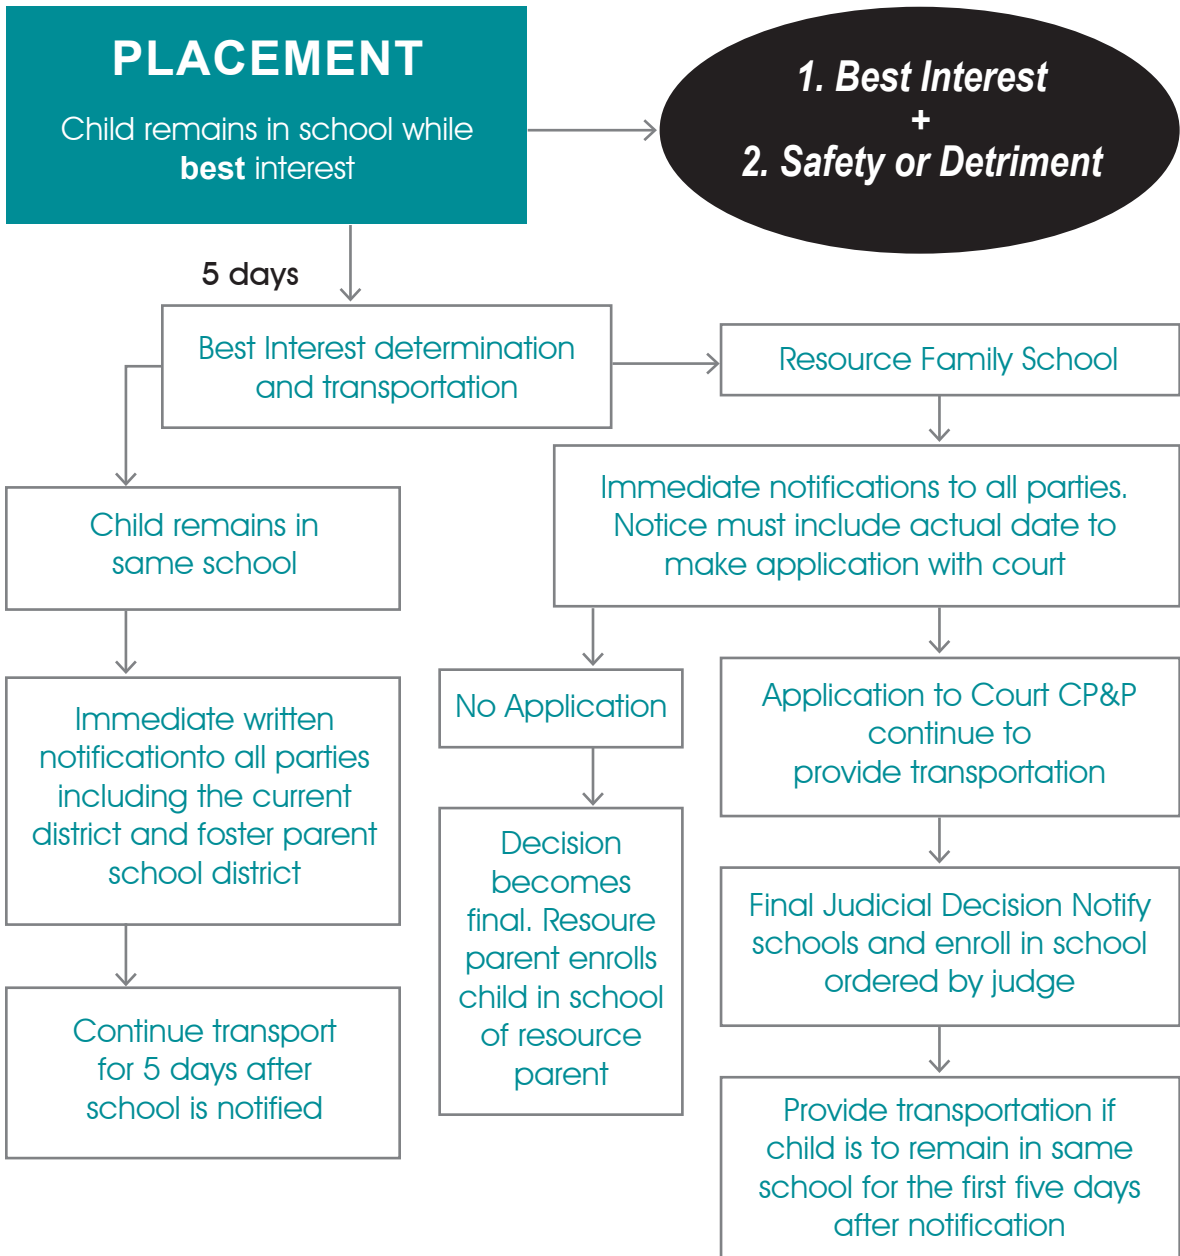 PLACEMENT
Child remains in school while
best interest
1. Best Interest
+
2. Safety or Detriment
5 days
Best Interest determination
and transportation
Resource Family School
Child remains in
same school
Immediate notifications to all parties.
Notice must include actual date to
make application with court
Immediate written
notificationto all parties
including the current
district and foster parent
school district
No Application
Application to Court CP&P
continue to
provide transportation
Decision
becomes
final. Resoure
parent enrolls
child in school
of resource
parent
Final Judicial Decision Notify
schools and enroll in school
ordered by judge
Continue transport
for 5 days after
school is notified
Provide transportation if
child is to remain in same
school for the first five days
after notification